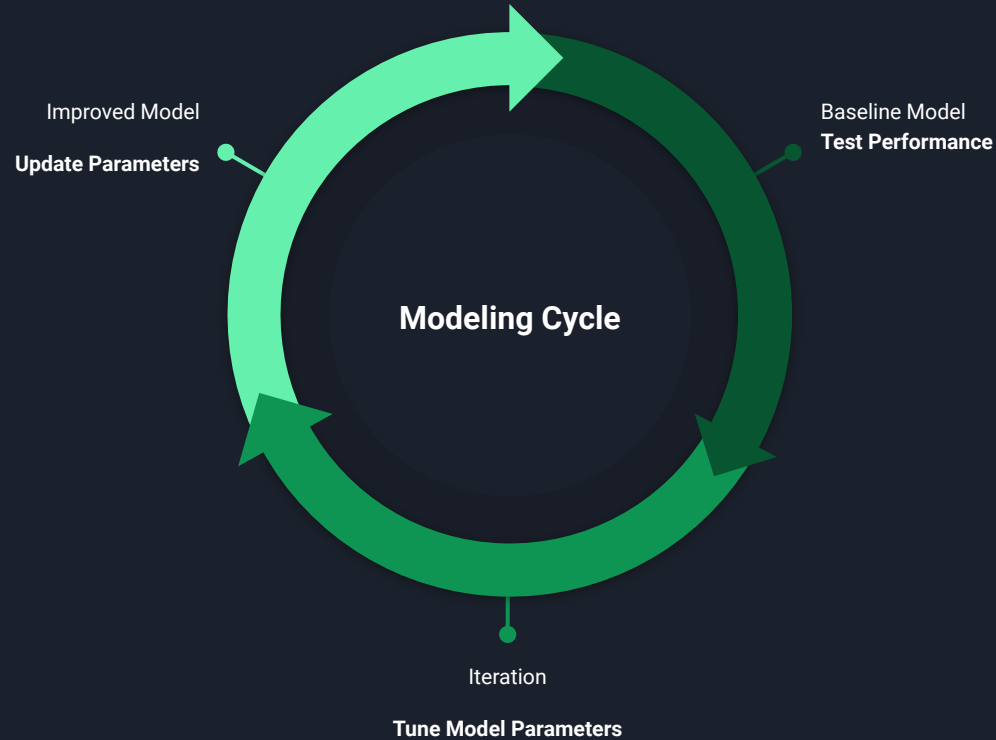 Improved Model
Update Parameters
Baseline Model
Test Performance
Modeling Cycle
Iteration
Tune Model Parameters